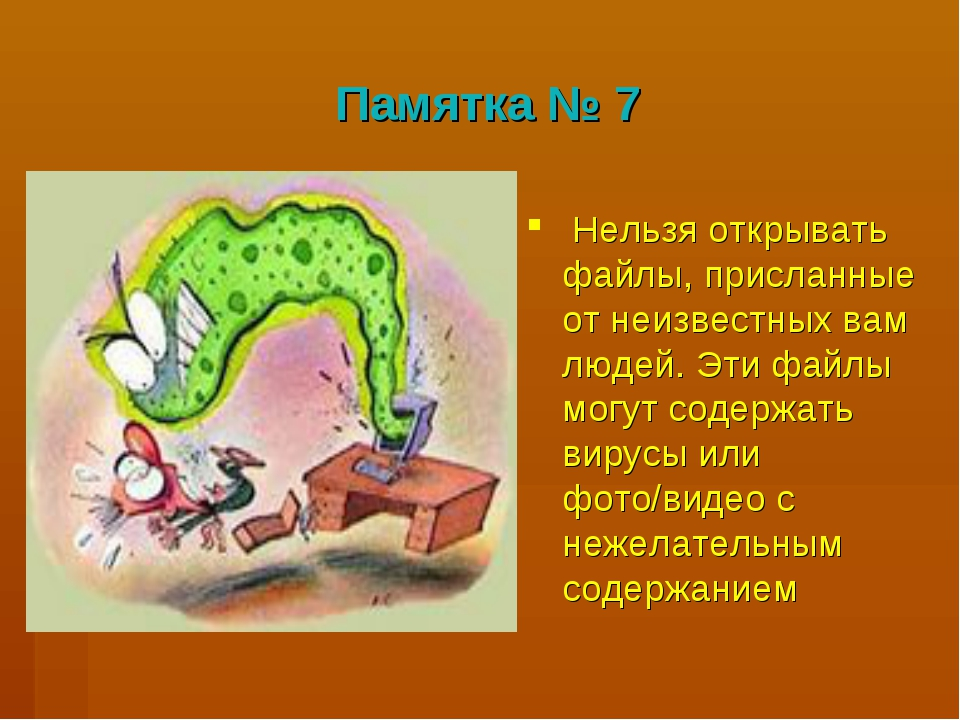 Памятка № 7
Нельзя открывать
файлы, присланные
от неизвестных вам
людей. Эти файлы
могут содержать
вирусы или
фото/видео с
нежелательным
содержанием